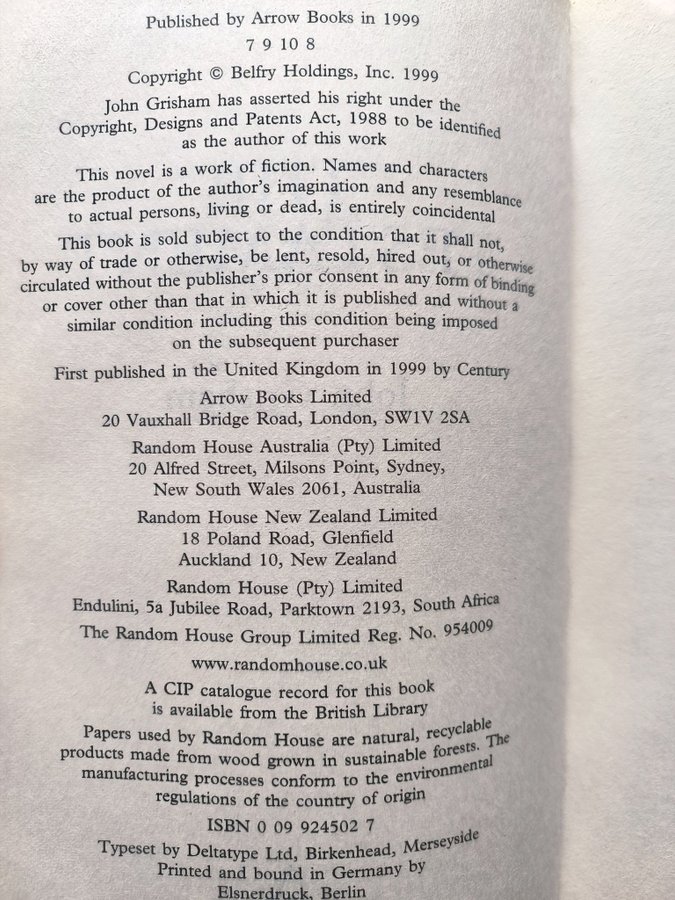 Published by Arrow Books in 1999
7 9 10 8
Copyright © Belfry Holdings, Inc. 1999
John Grisham has asserted his right under the
Copyright, Designs and Patents Act, 1988 to be identified
as the author of this work
This novel is a work of fiction. Names and characters
are the product of the author's imagination and any resemblance
to actual persons, living or dead, is entirely coincidental
This book is sold subject to the condition that it shall not,
by way of trade or otherwise, be lent, resold, hired out, or otherwise
circulated without the publisher's prior consent in any form of binding
or cover other than that in which it is published and without a
similar condition including this condition being imposed
on the subsequent purchaser
First published in the United Kingdom in 1999 by Century
Arrow Books Limited
20 Vauxhall Bridge Road, London, SW1V 2SA
Random House Australia (Pty) Limited
20 Alfred Street, Milsons Point, Sydney,
New South Wales 2061, Australia
Random House New Zealand Limited
18 Poland Road, Glenfield
Auckland 10, New Zealand
Random House (Pty) Limited
Endulini, 5a Jubilee Road, Parktown 2193, South Africa
The Random House Group Limited Reg. No. 954009
www.randomhouse.co.uk
A CIP catalogue record for this book
is available from the British Library
Papers used by Random House are natural, recyclable
products made from wood grown in sustainable forests. The
manufacturing processes conform to the environmental
regulations of the country of origin
ISBN 0 09 924502 7
Typeset by Deltatype Ltd, Birkenhead, Merseyside
Printed and bound in Germany by
Elsnerdruck, Berlin